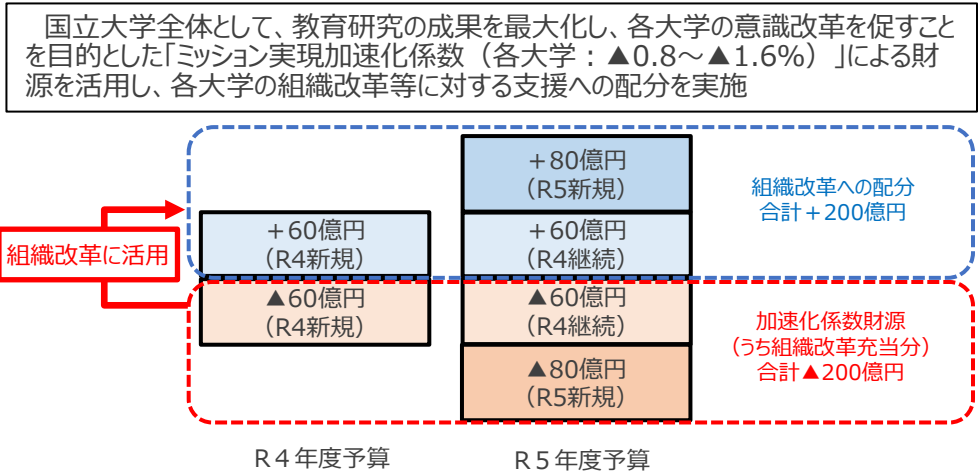 国立大学全体として、教育研究の成果を最大化し、各大学の意識改革を促すこと
を目的とした「ミッション実現加速化係数（各大学：▲0.8～▲1.6%）」による財
源を活用し、各大学の組織改革等に対する支援への配分を実施
＋80億円
（R5新規）
組織改革への配分
合計＋200億円
＋60億円
（R4新規）
＋60億円
（R4継続）
組織改革に活用
▲60億円
（R4新規）
▲60億円
（R4継続）
加速化係数財源
（うち組織改革充当分）
合計▲200億円
▲80億円
（R5新規）
R４年度予算
R５年度予算